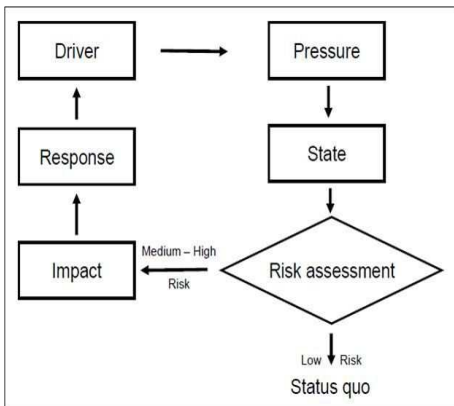 Driver
Pressure
Response
State
Medium – High
Risk
Impact
Risk assessment
Low Risk
Status quo